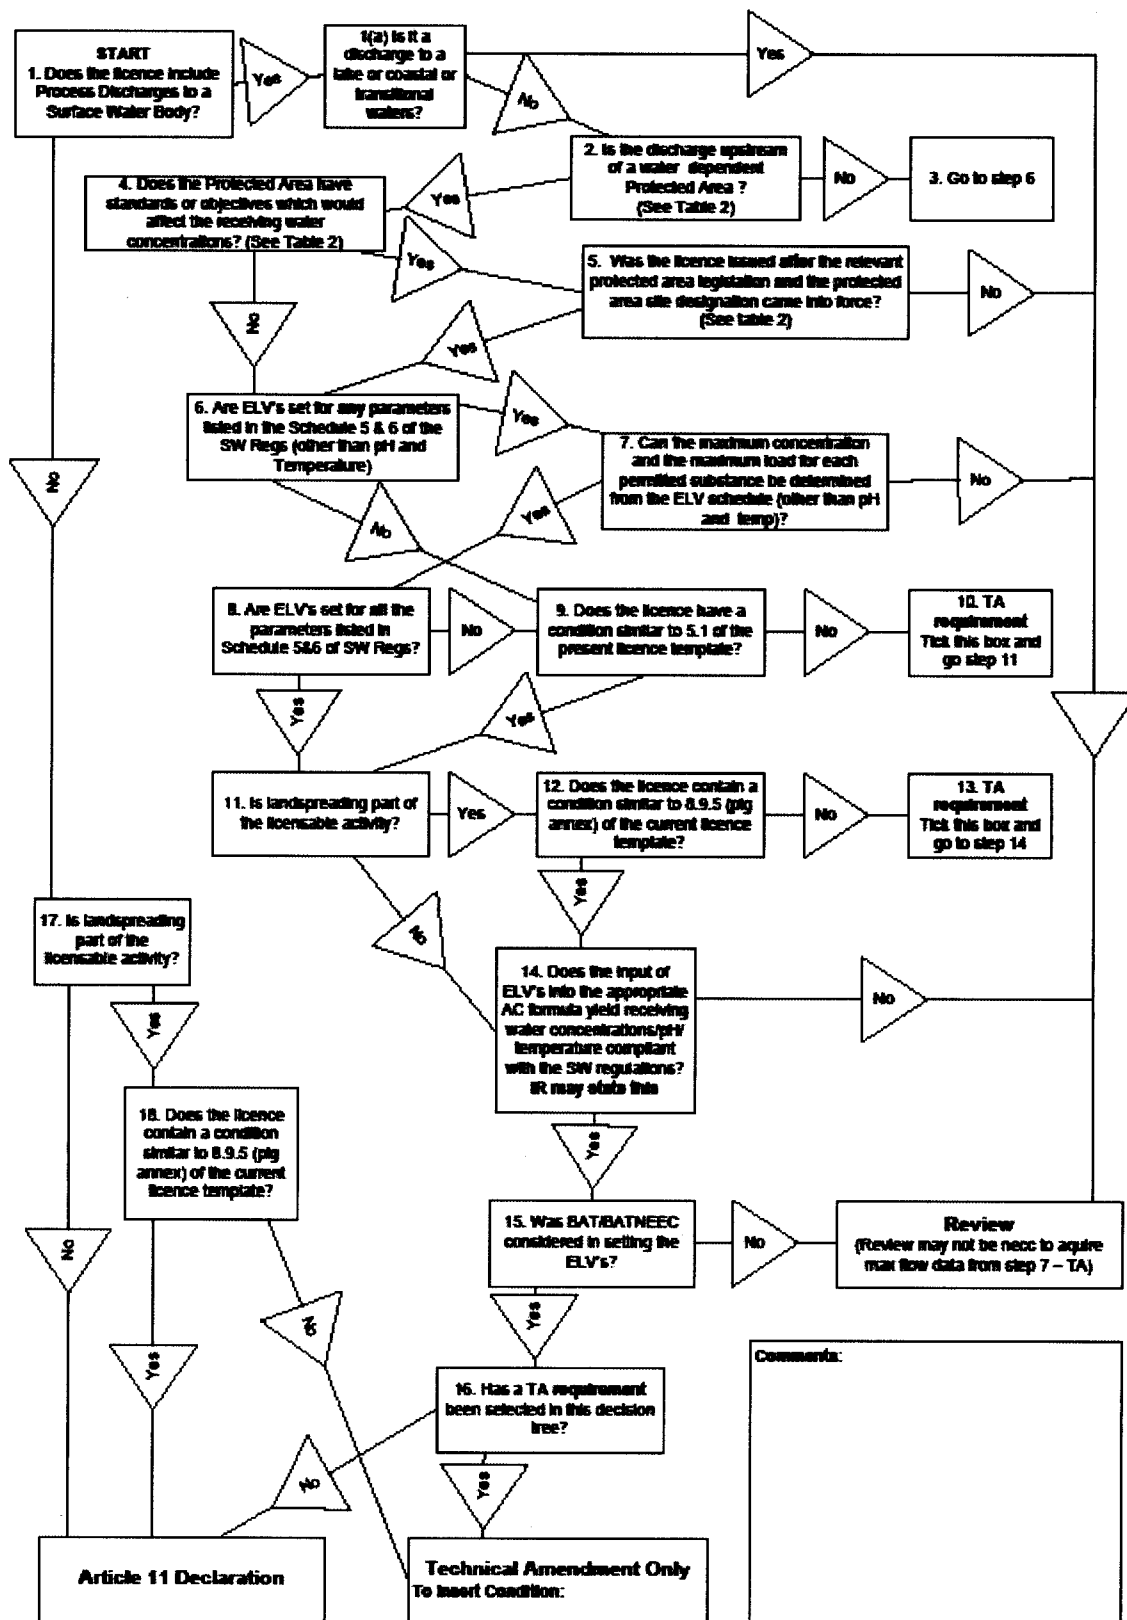 START
1. Does the licence include
Process Discharges to a
Surface Water Body?
Yes
1(a) Is it a
discharge to a
lake or coastal or
transitional
waters?
Yes
No
2. Is the discharge upstream
of a water dependent
Protected Area ?
(See Table 2)
No
3. Go to step 6
Yes
4. Does the Protected Area have
standards or objectives which would
affect the receiving water
concentrations? (See Table 2)
Yes
No
5. Was the licence issued after the relevant
protected area legislation and the protected
area site designation came into force?
(See table 2)
No
Yes
6. Are ELV's set for any parameters
listed in the Schedule 5 & 6 of the
SW Regs (other than pH and
Temperature)
Yes
No
7. Can the maximum concentration
and the maximum load for each
permitted substance be determined
from the ELV schedule (other than pH
and temp)?
No
Yes
No
8. Are ELV's set for all the
parameters listed in
Schedule 5&6 of SW Regs?
No
9. Does the licence have a
condition similar to 5.1 of the
present licence template?
No
10. TA
requirement
Tick this box and
go step 11
Yes
Yes
11. Is landspreading part of
the licensable activity?
Yes
12. Does the licence contain a
condition similar to 8.9.5 (pig
annex) of the current licence
template?
No
13. TA
requirement
Tick this box and
go to step 14
Yes
No
14. Does the input of
ELV's into the appropriate
AC formula yield receiving
water concentrations/pH/
temperature compliant
with the SW regulations?
IR may state this
No
17. Is landspreading
part of the
licensable activity?
Yes
No
18. Does the licence
contain a condition
similar to 8.9.5 (pig
annex) of the current
licence template?
Yes
No
Yes
15. Was BAT/BATNEEC
considered in setting the
ELV's?
No
Review
(Review may not be necc to aquire
max flow data from step 7 – TA)
Yes
16. Has a TA requirement
been selected in this decision
tree?
No
Yes
Comments:
Article 11 Declaration
Technical Amendment Only
To Insert Condition: